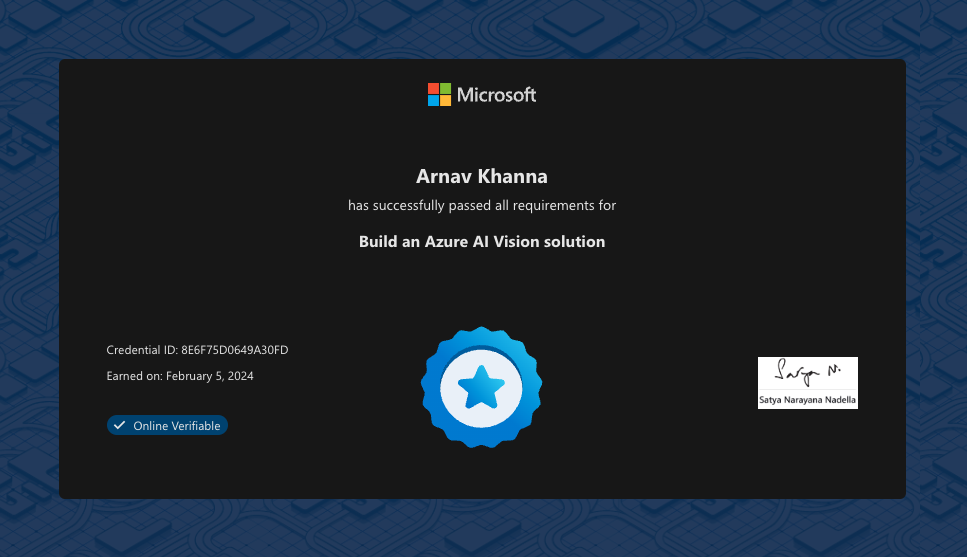 Microsoft
Arnav Khanna
has successfully passed all requirements for
Build an Azure AI Vision solution
Credential ID: 8E6F75D0649A30FD
Earned on: February 5, 2024
Online Verifiable
Satya N.
Satya Narayana Nadella